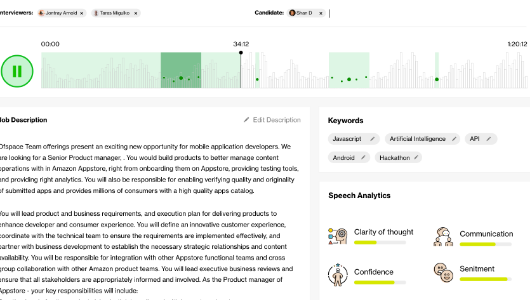 nterviewers: Jontray Arnold × Taras Migulko ×
Candidate: Shar D ×
00:00 34:12 1:20:12
Job Description Edit Description
Ofspace Team offerings present an exciting new opportunity for mobile application developers. We
are looking for a Senior Product manager, . You would build products to better manage content
operations with in Amazon Appstore, right from onboarding them on Appstore, providing testing tools,
and providing right analytics. You will also be responsible for enabling verifying quality and originality
of submitted apps and provides millions of consumers with a high quality apps catalog.
You will lead product and business requirements, and execution plan for delivering products to
enhance developer and consumer experience. You will define an innovative customer experience,
coordinate with the technical team to ensure the requirements are implemented effectively, and
partner with business development to establish the necessary strategic relationships and content
availability. You will be responsible for integration with other Appstore functional teams and cross
group collaboration with other Amazon product teams. You will lead executive business reviews and
ensure that all stakeholders are appropriately informed and involved. As the Product manager of
Appstore - your key responsibilities will include:
Keywords
Javascript Artificial Intelligence API
Android Hackathon
Speech Analytics
Clarity of thought Communication
Confidence Senitment